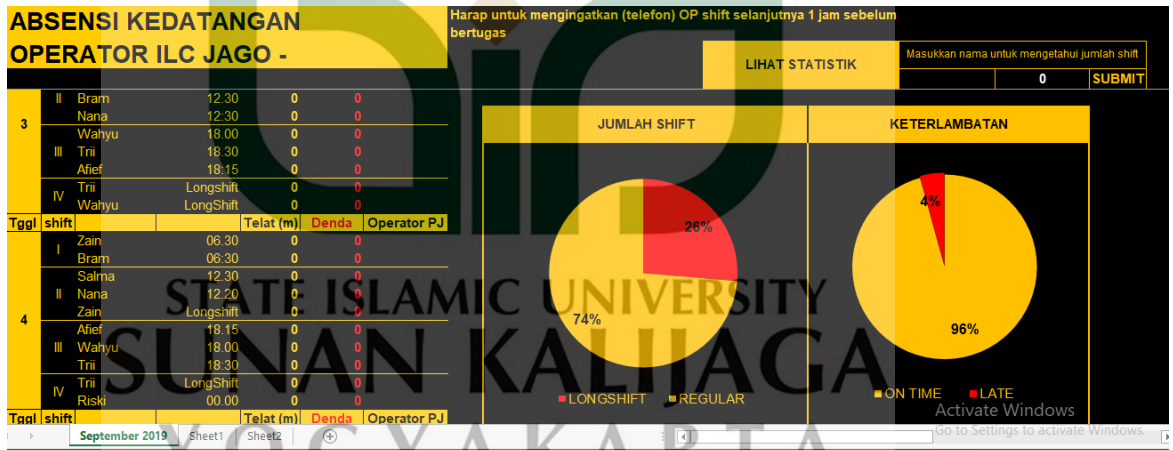 ABSENSI KEDATANGAN
OPERATOR ILC JAGO -
Harap untuk mengingatkan (telefon) OP shift selanjutnya 1 jam sebelum
bertugas
LIHAT STATISTIK
Masukkan nama untuk mengetahui jumlah shift
0 SUBMIT
3
II Bram 12.30 0 0
Nana 12:30 0 0
Wahyu 18.00 0 0
III Trii 18.30 0 0
Afief 18:15 0 0
Trii Longshift 0 0
IV
Wahyu LongShift 0 0
Tggl shift Telat (m) Denda Operator PJ
4
Zain 06.30 0 0
I
Bram 06:30 0 0
Salma 12.30 0 0
II Nana 12.20 0 0
Zain Longshift 0 0
Afief 18.15 0 0
III Wahyu 18.00 0 0
Trii 18:30 0 0
Trii LongShift 0 0
IV
Riski 00.00 0 0
Tggl shift Telat (m) Denda Operator PJ
JUMLAH SHIFT
26%
74%
LONGSHIFT REGULAR
KETERLAMBATAN
4%
96%
ON TIME LATE
Activate Windows
Go to Settings to activate Windows.
September 2019 Sheet1 Sheet2
STATE ISLAMIC UNIVERSITY
SUNAN KALIJAGA
YOGYAKARTA